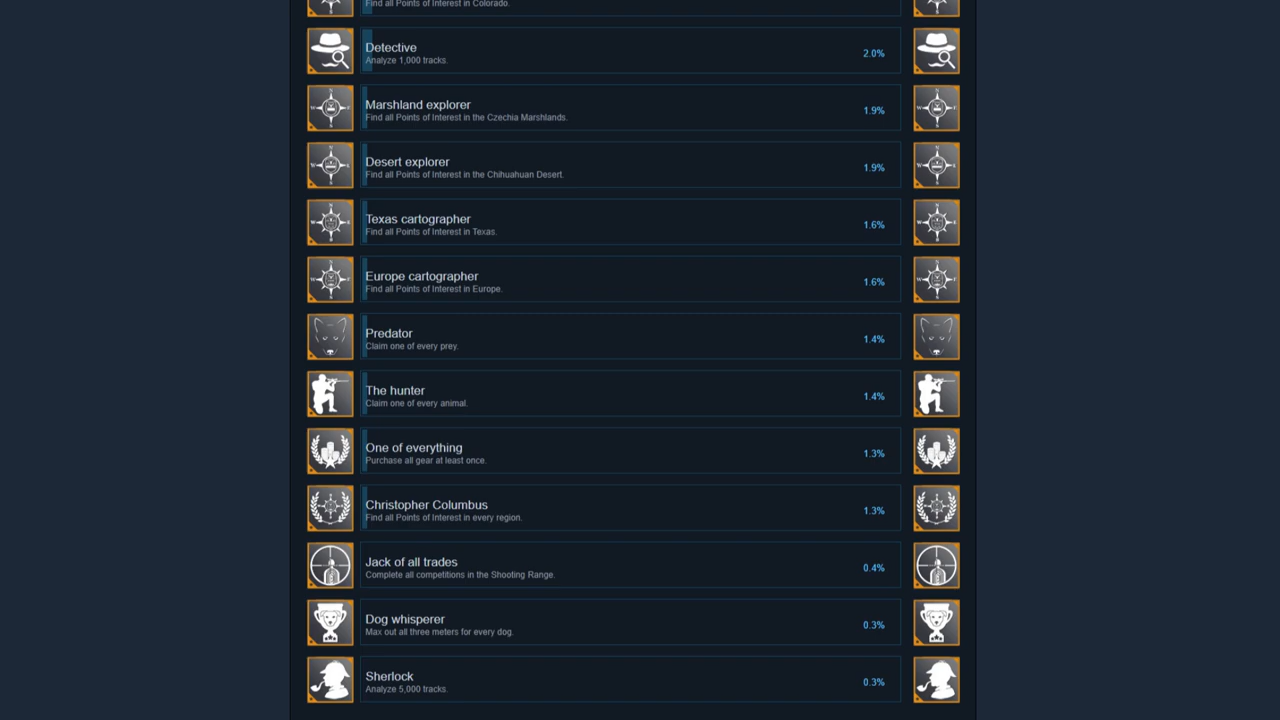 Find all Points of Interest in Colorado.
Detective
2.0%
Analyze 1,000 tracks.
Marshland explorer
1.9%
Find all Points of Interest in the Czechia Marshlands.
Desert explorer
1.9%
Find all Points of Interest in the Chihuahuan Desert.
Texas cartographer
1.6%
Find all Points of Interest in Texas.
Europe cartographer
1.6%
Find all Points of Interest in Europe.
Predator
1.4%
Claim one of every prey.
The hunter
1.4%
Claim one of every animal.
One of everything
1.3%
Purchase all gear at least once.
Christopher Columbus
1.3%
Find all Points of Interest in every region.
Jack of all trades
0.4%
Complete all competitions in the Shooting Range.
Dog whisperer
0.3%
Max out all three meters for every dog.
Sherlock
0.3%
Analyze 5,000 tracks.